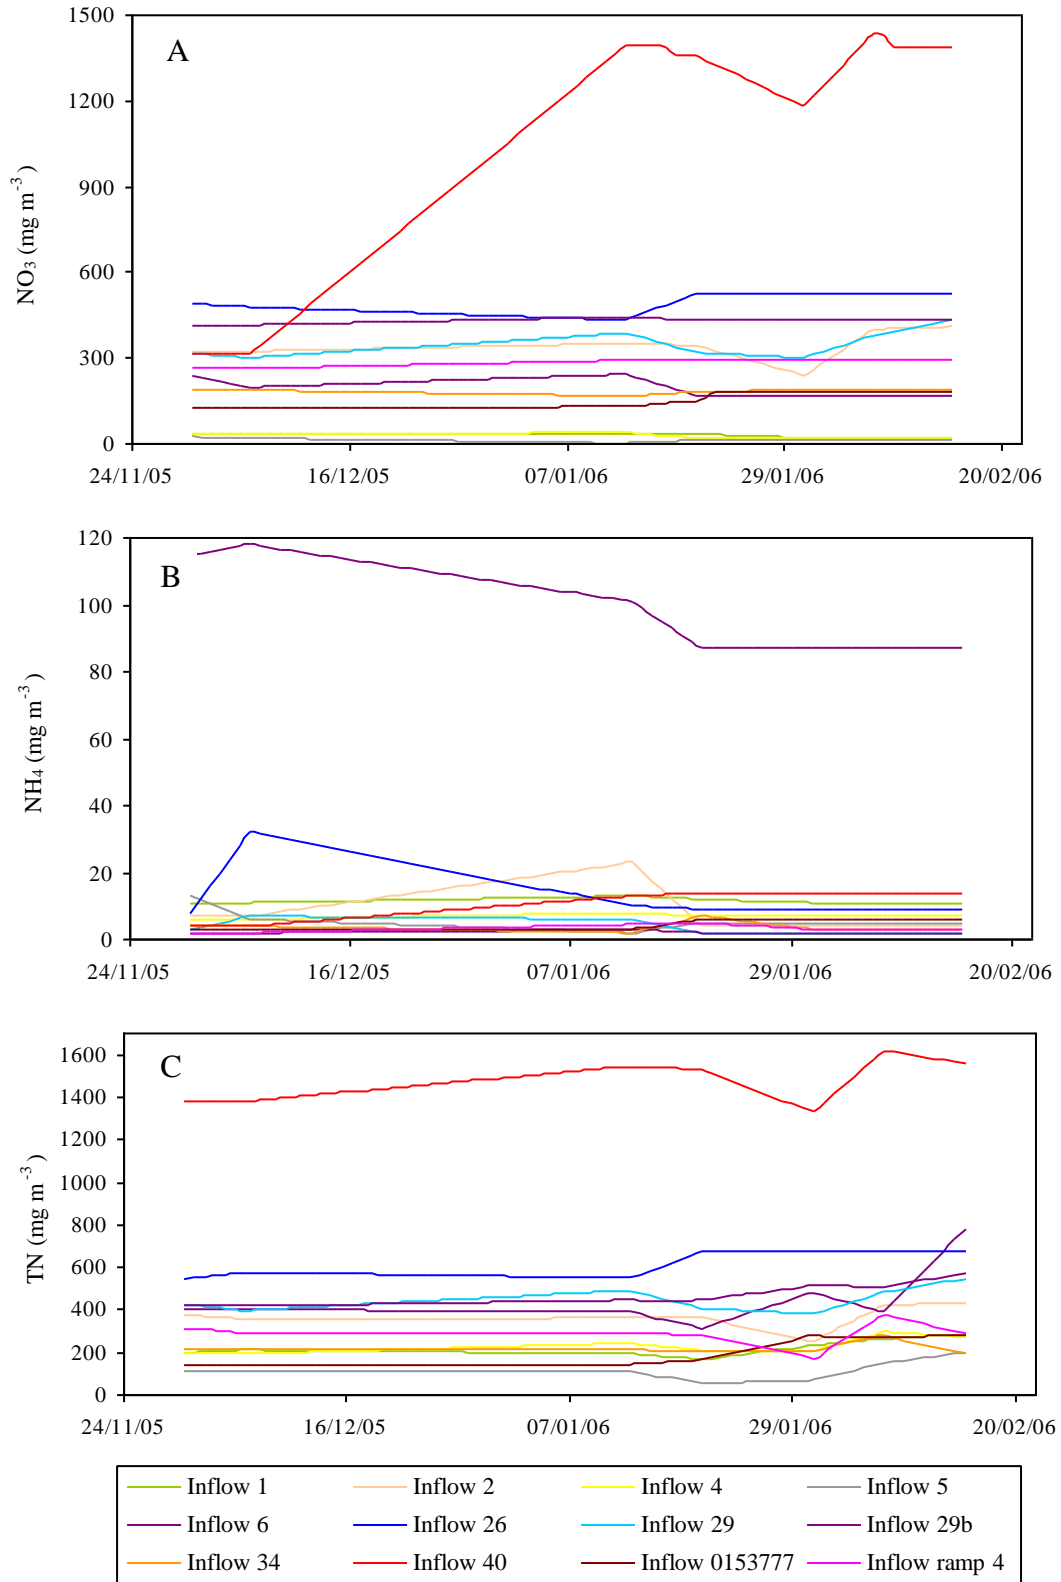 A
NO₃ (mg m⁻³)
1500
1200
900
600
300
0
24/11/05 16/12/05 07/01/06 29/01/06 20/02/06
B
NH₄ (mg m⁻³)
120
100
80
60
40
20
0
24/11/05 16/12/05 07/01/06 29/01/06 20/02/06
C
TN (mg m⁻³)
1600
1400
1200
1000
800
600
400
200
0
24/11/05 16/12/05 07/01/06 29/01/06 20/02/06
Inflow 1 Inflow 2 Inflow 4 Inflow 5
Inflow 6 Inflow 26 Inflow 29 Inflow 29b
Inflow 34 Inflow 40 Inflow 0153777 Inflow ramp 4